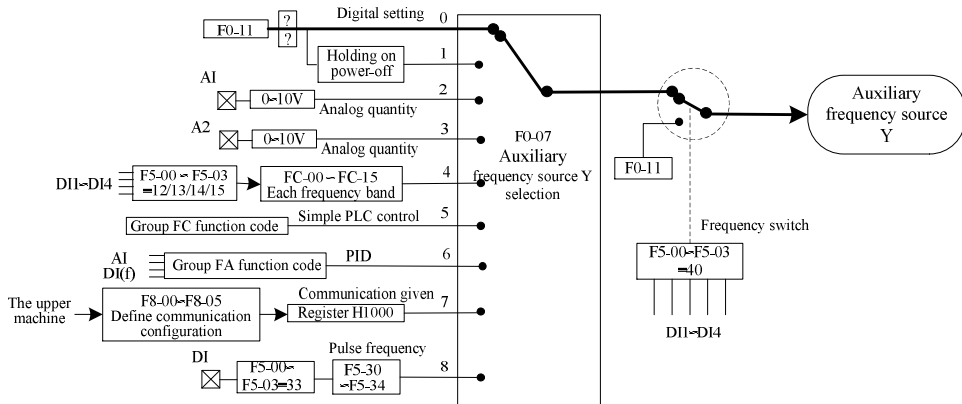 Digital setting
0
F0-11
?
?
Holding on
power-off
1
AI
0~10V
2
Analog quantity
A2
0~10V
3
Analog quantity
DI1~DI4
F5-00 ~ F5-03
=12/13/14/15
FC-00 ~ FC-15
Each frequency band
4
Group FC function code
Simple PLC control
5
AI
DI(f)
Group FA function code
PID
6
The upper
machine
F8-00~F8-05
Define communication
configuration
Communication given
Register H1000
7
DI
F5-00~
F5-03=33
Pulse frequency
F5-30
~F5-34
8
F0-07
Auxiliary
frequency source Y
selection
F0-11
Frequency switch
F5-00~F5-03
=40
DI1~DI4
Auxiliary
frequency source
Y